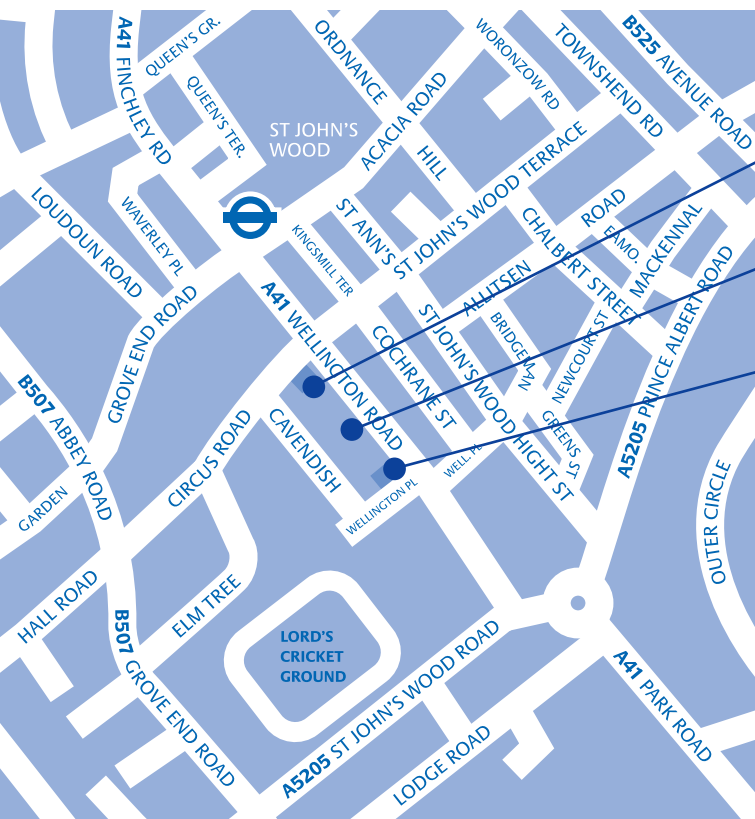 A41 FINCHLEY RD
QUEEN'S GR.
ORDNANCE
HILL
WORONZOW RD
TOWNSHEND RD
B525 AVENUE ROAD
QUEEN'S TER.
ST JOHN'S
WOOD
ACACIA ROAD
LOUDOUN ROAD
WAVERLEY PL
KINGSMILL TER
ST ANN'S
ST JOHN'S WOOD TERRACE
ALLITSEN
ROAD
CHALBERT STREET
EAMO.
MACKENNAL
GROVE END ROAD
A41 WELLINGTON ROAD
COCHRANE ST
ST JOHN'S WOOD HIGHT ST
BRIDGEMAN
NEWCOURT ST
A5205 PRINCE ALBERT ROAD
B507 ABBEY ROAD
CIRCUS ROAD
CAVENDISH
WELL. PL
GREENS ST
GARDEN
WELLINGTON PL
OUTER CIRCLE
HALL ROAD
ELM TREE
B507 GROVE END ROAD
LORD'S
CRICKET
GROUND
A5205 ST JOHN'S WOOD ROAD
LODGE ROAD
A41 PARK ROAD